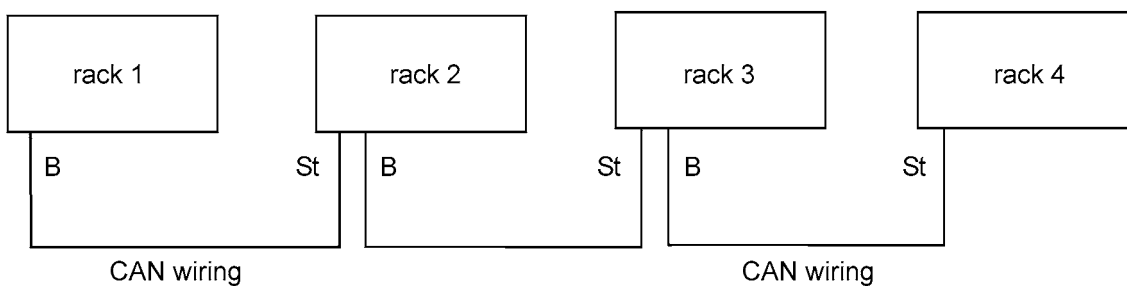 rack 1
rack 2
rack 3
rack 4
B
St
B
St
B
St
CAN wiring
CAN wiring